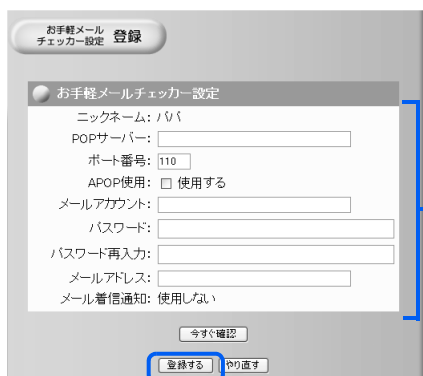 お手軽メール
チェッカー設定 登録
お手軽メールチェッカー設定
ニックネーム: パパ
POPサーバー:
ポート番号: 110
APOP使用: 使用する
メールアカウント:
パスワード:
パスワード再入力:
メールアドレス:
メール着信通知: 使用しない
今すぐ確認
登録する やり直す